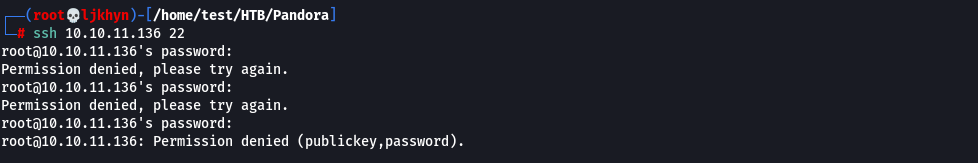 ┌──(root💀ljkhyn)-[/home/test/HTB/Pandora]
└─# ssh 10.10.11.136 22
root@10.10.11.136's password:
Permission denied, please try again.
root@10.10.11.136's password:
Permission denied, please try again.
root@10.10.11.136's password:
root@10.10.11.136: Permission denied (publickey,password).